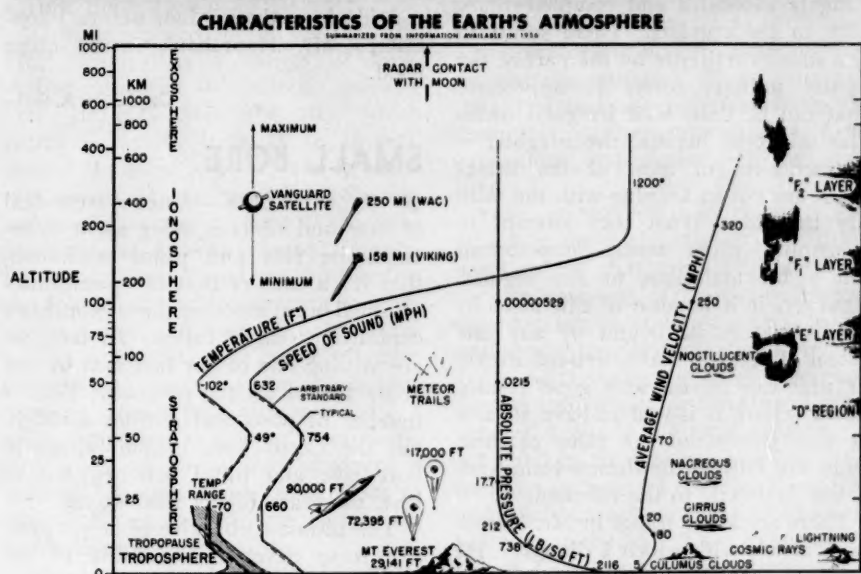 CHARACTERISTICS OF THE EARTH'S ATMOSPHERE
SUMMARIZED FROM INFORMATION AVAILABLE IN 1956
MI
KM
ALTITUDE
1000
800
600
400
200
100
75
50
25
0
1000
800
600
400
200
100
50
25
0
EXOSPHERE
IONOSPHERE
STRATOSPHERE
TROPOPAUSE
TROPOSPHERE
RADAR CONTACT
WITH MOON
MAXIMUM
VANGUARD
SATELLITE
MINIMUM
250 MI (WAC)
158 MI (VIKING)
TEMPERATURE (F°)
SPEED OF SOUND (MPH)
1200°
-102°
632
ARBITRARY
STANDARD
TYPICAL
49°
754
TEMP
RANGE
-70
660
METEOR
TRAILS
90,000 FT
117,000 FT
72,395 FT
MT EVEREST
29,141 FT
ABSOLUTE PRESSURE (LB/SQ FT)
.00000529
.0215
17.7
212
738
2116
AVERAGE WIND VELOCITY (MPH)
320
250
170
20
80
5
"F2" LAYER
"F1" LAYER
"E" LAYER
"D" REGION
NOCTILUCENT
CLOUDS
NACREOUS
CLOUDS
CIRRUS
CLOUDS
LIGHTNING
COSMIC RAYS
CULUMUS CLOUDS
SMALL BORE